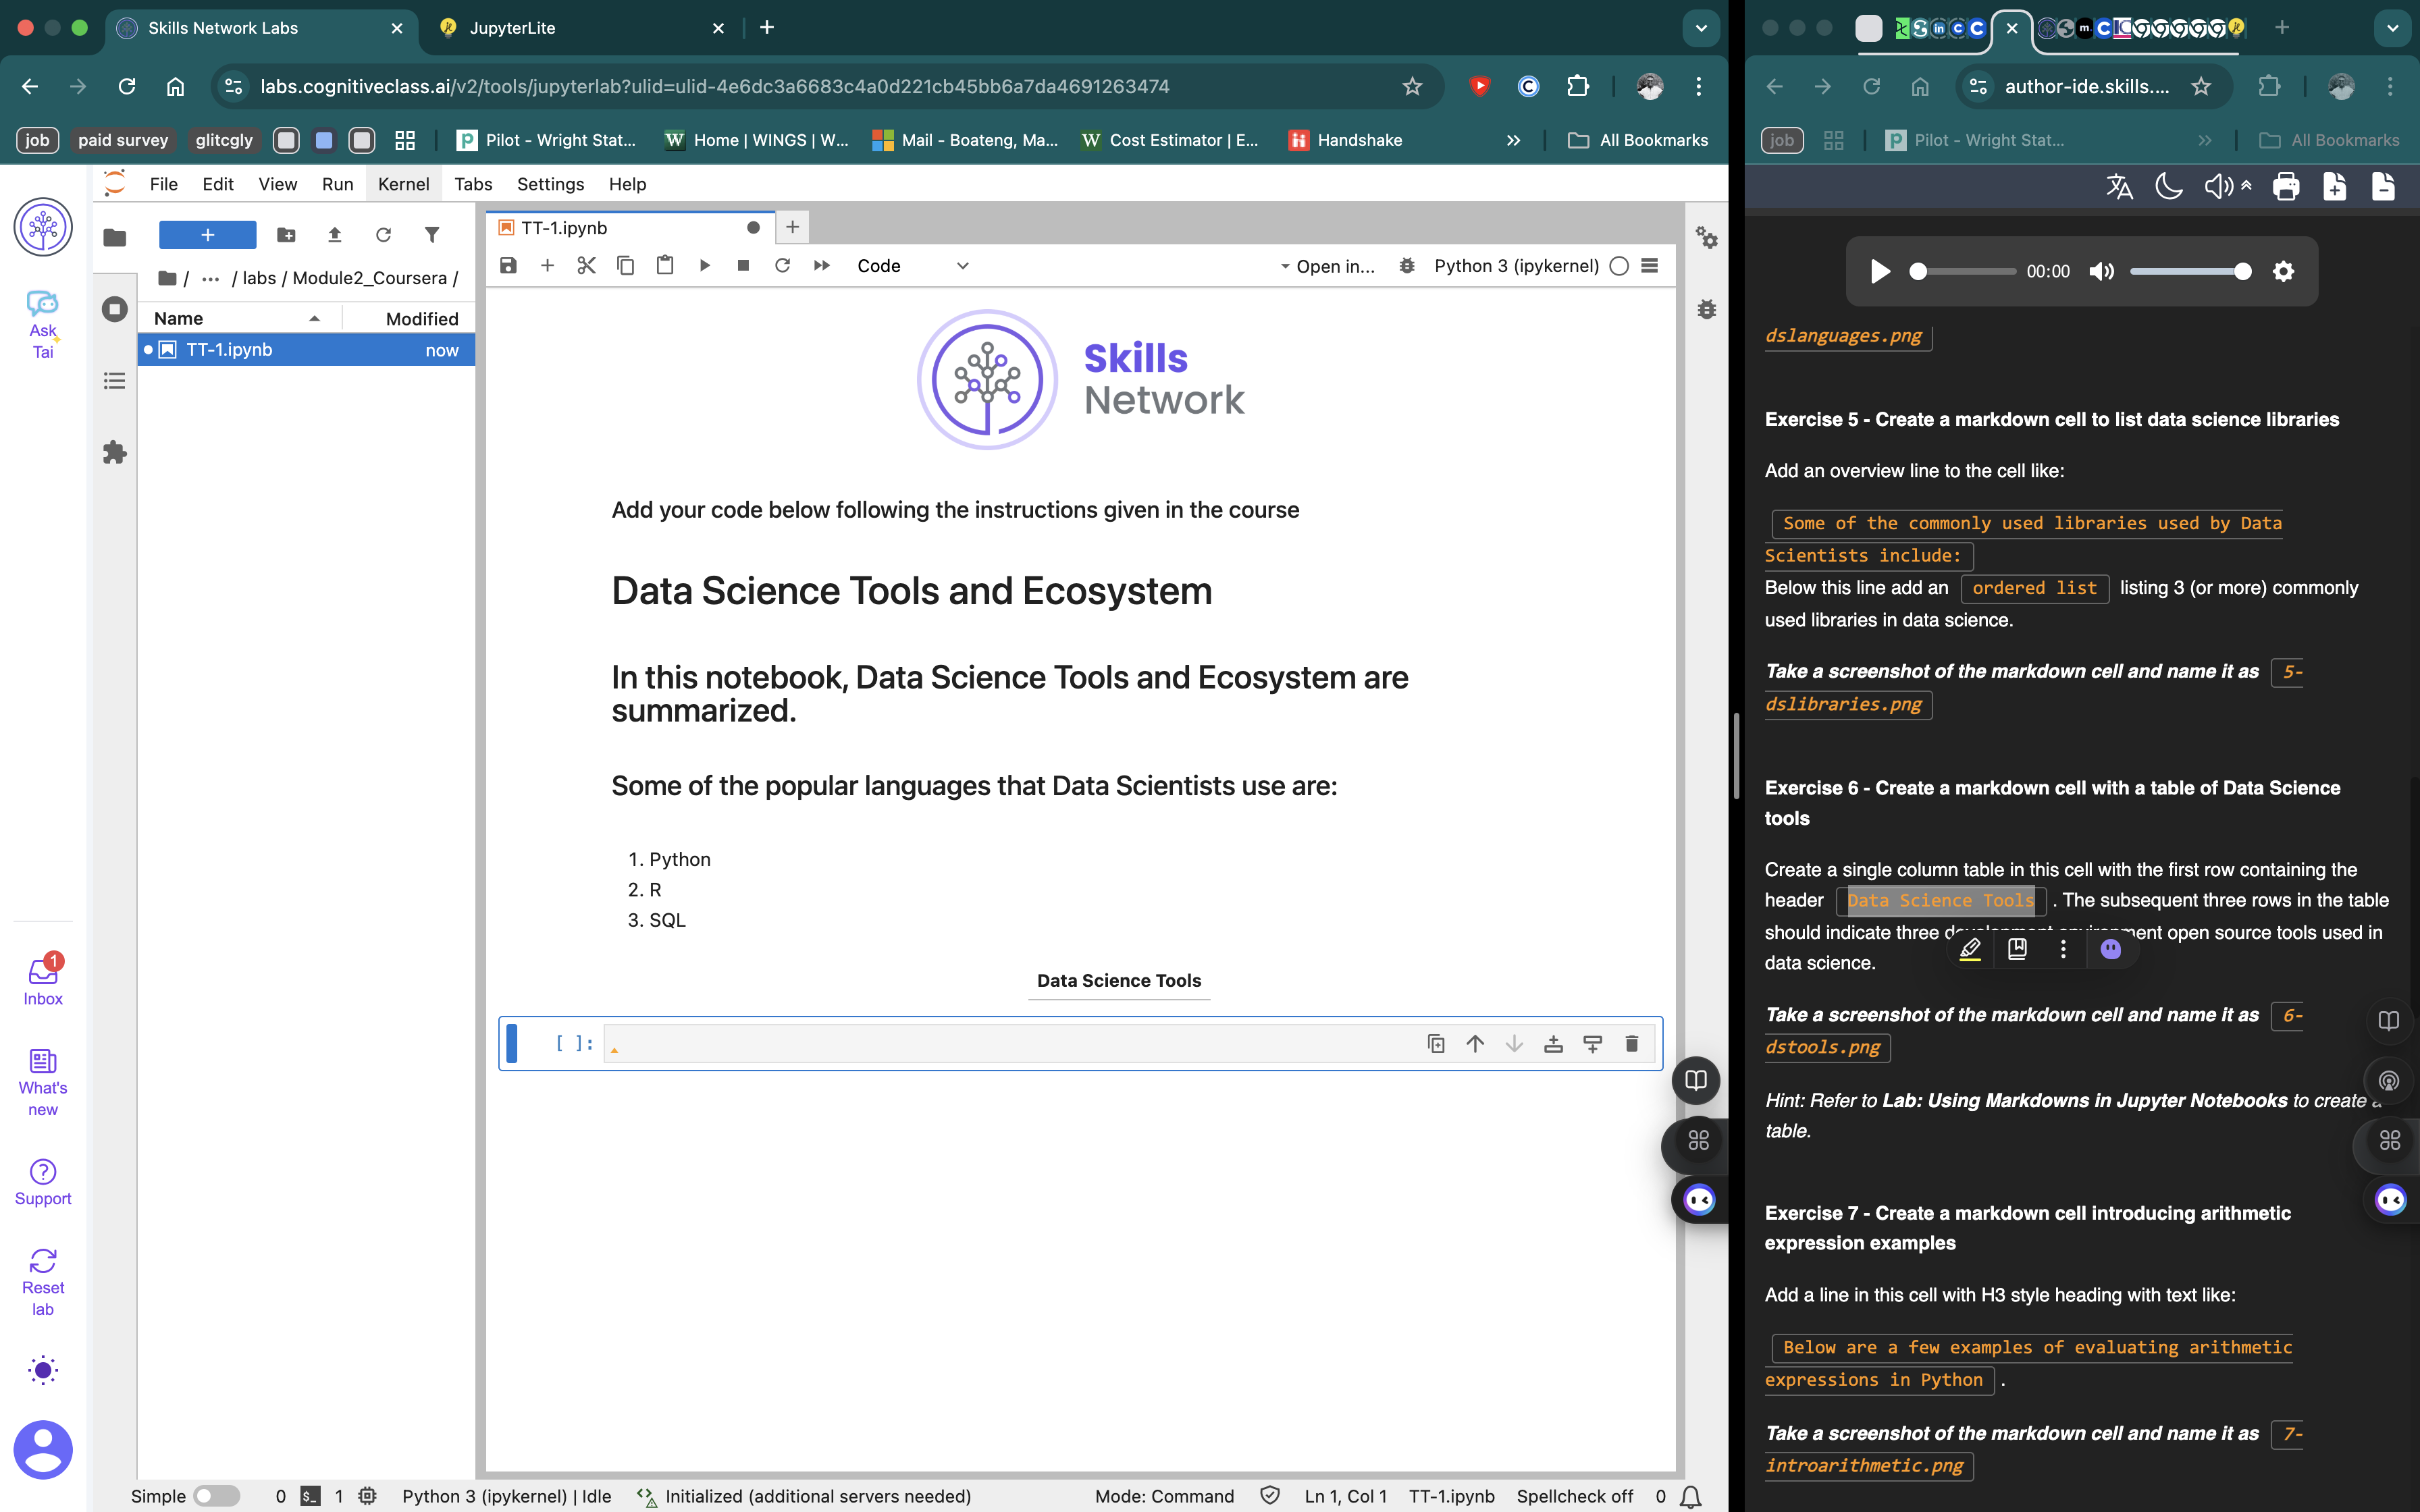 Skills Network Labs
JupyterLite
labs.cognitiveclass.ai/v2/tools/jupyterlab?ulid=ulid-4e6dc3a6683c4a0d221cb45bb6a7da4691263474
job
paid survey
glitcgly
Pilot - Wright Stat...
Home | WINGS | W...
Mail - Boateng, Ma...
Cost Estimator | E...
Handshake
All Bookmarks
File Edit View Run Kernel Tabs Settings Help
Ask
Tai
Inbox
1
What's
new
Support
Reset
lab
/ ... / labs / Module2_Coursera /
Name Modified
TT-1.ipynb now
TT-1.ipynb
Code
Open in...
Python 3 (ipykernel)
Skills
Network
Add your code below following the instructions given in the course
Data Science Tools and Ecosystem
In this notebook, Data Science Tools and Ecosystem are
summarized.
Some of the popular languages that Data Scientists use are:
1. Python
2. R
3. SQL
Data Science Tools
[ ]:
Simple 0 $_ 1 Python 3 (ipykernel) | Idle Initialized (additional servers needed) Mode: Command Ln 1, Col 1 TT-1.ipynb Spellcheck off 0
author-ide.skills....
job
Pilot - Wright Stat...
All Bookmarks
00:00
dslanguages.png
Exercise 5 - Create a markdown cell to list data science libraries
Add an overview line to the cell like:
Some of the commonly used libraries used by Data
Scientists include:
Below this line add an ordered list listing 3 (or more) commonly
used libraries in data science.
Take a screenshot of the markdown cell and name it as 5-
dslibraries.png
Exercise 6 - Create a markdown cell with a table of Data Science
tools
Create a single column table in this cell with the first row containing the
header Data Science Tools . The subsequent three rows in the table
should indicate three development environment open source tools used in
data science.
Take a screenshot of the markdown cell and name it as 6-
dstools.png
Hint: Refer to Lab: Using Markdowns in Jupyter Notebooks to create a
table.
Exercise 7 - Create a markdown cell introducing arithmetic
expression examples
Add a line in this cell with H3 style heading with text like:
Below are a few examples of evaluating arithmetic
expressions in Python .
Take a screenshot of the markdown cell and name it as 7-
introarithmetic.png